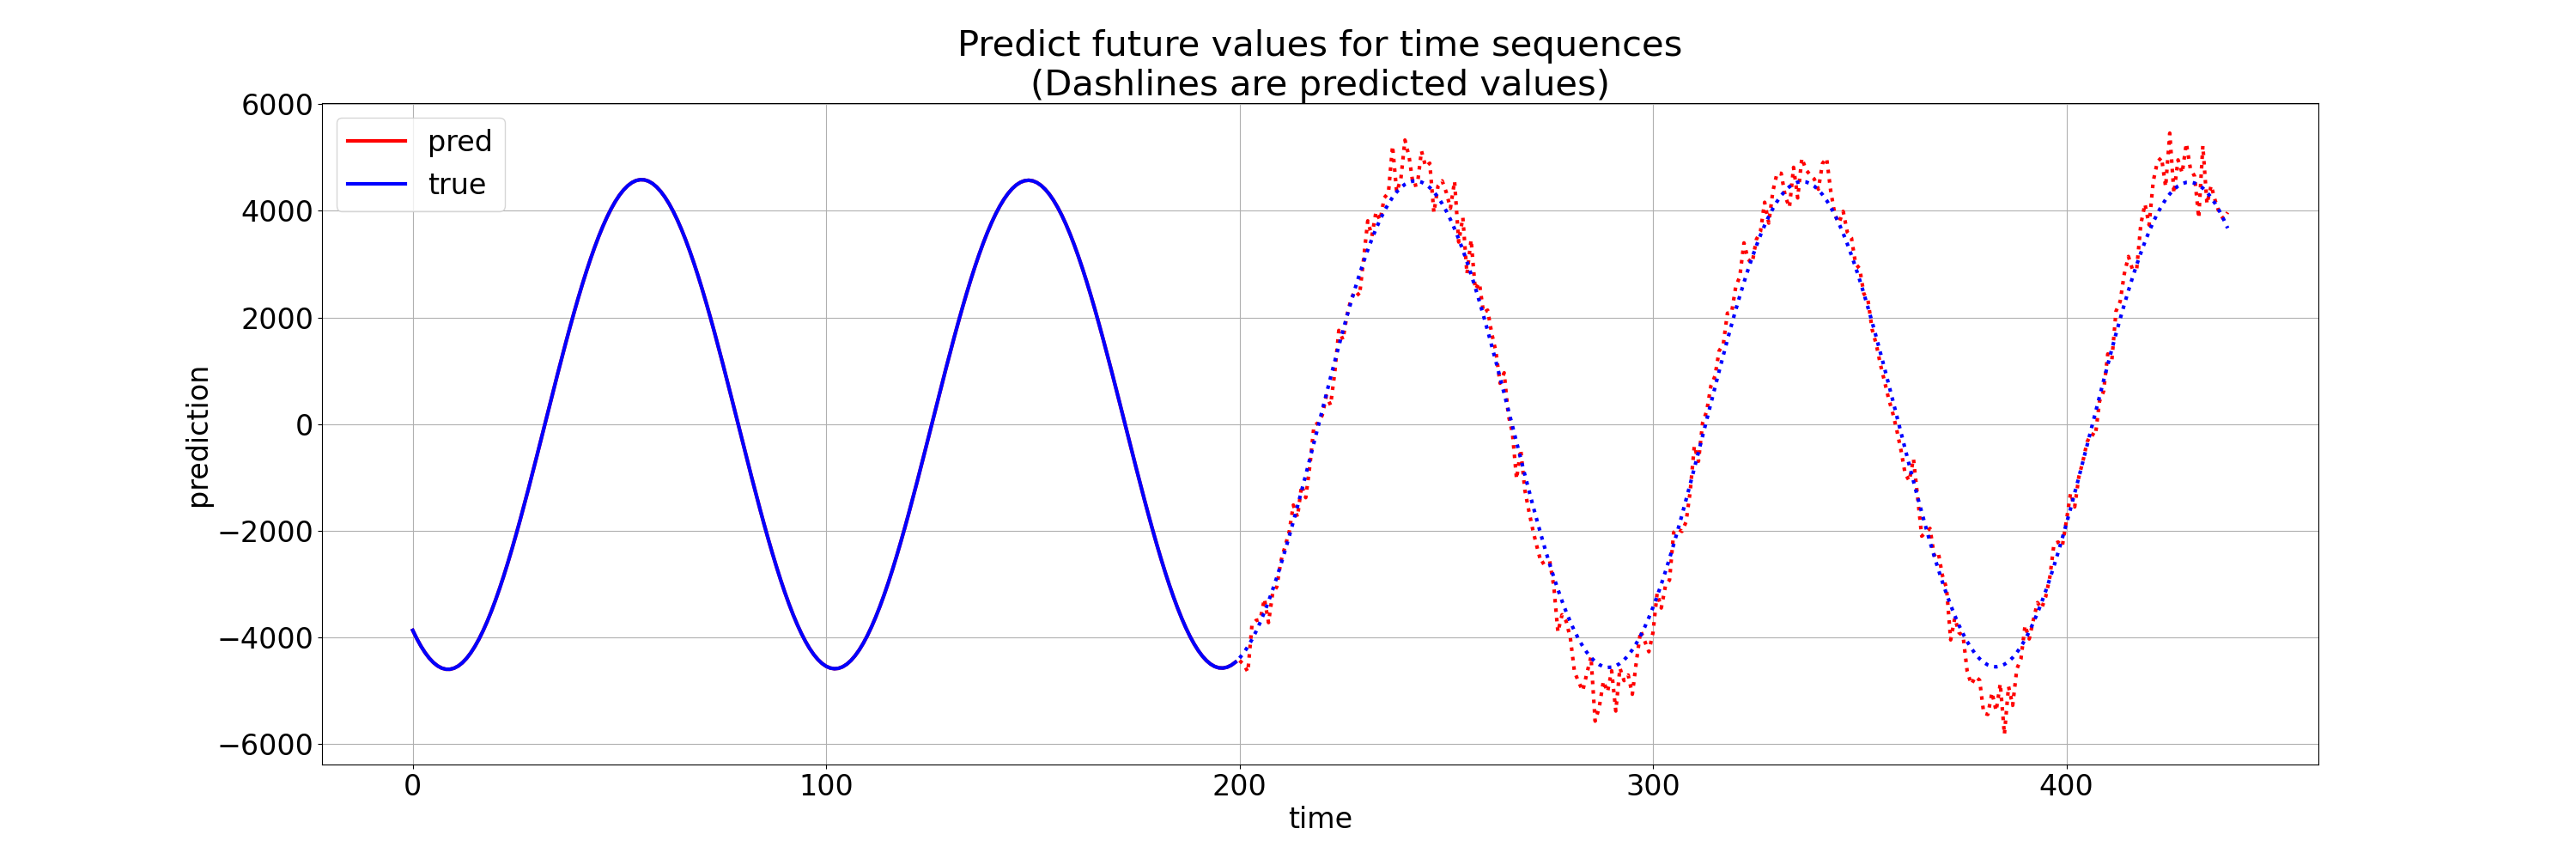 Predict future values for time sequences
(Dashlines are predicted values)
6000
4000
2000
0
−2000
−4000
−6000
prediction
pred
true
0 100 200 300 400
time